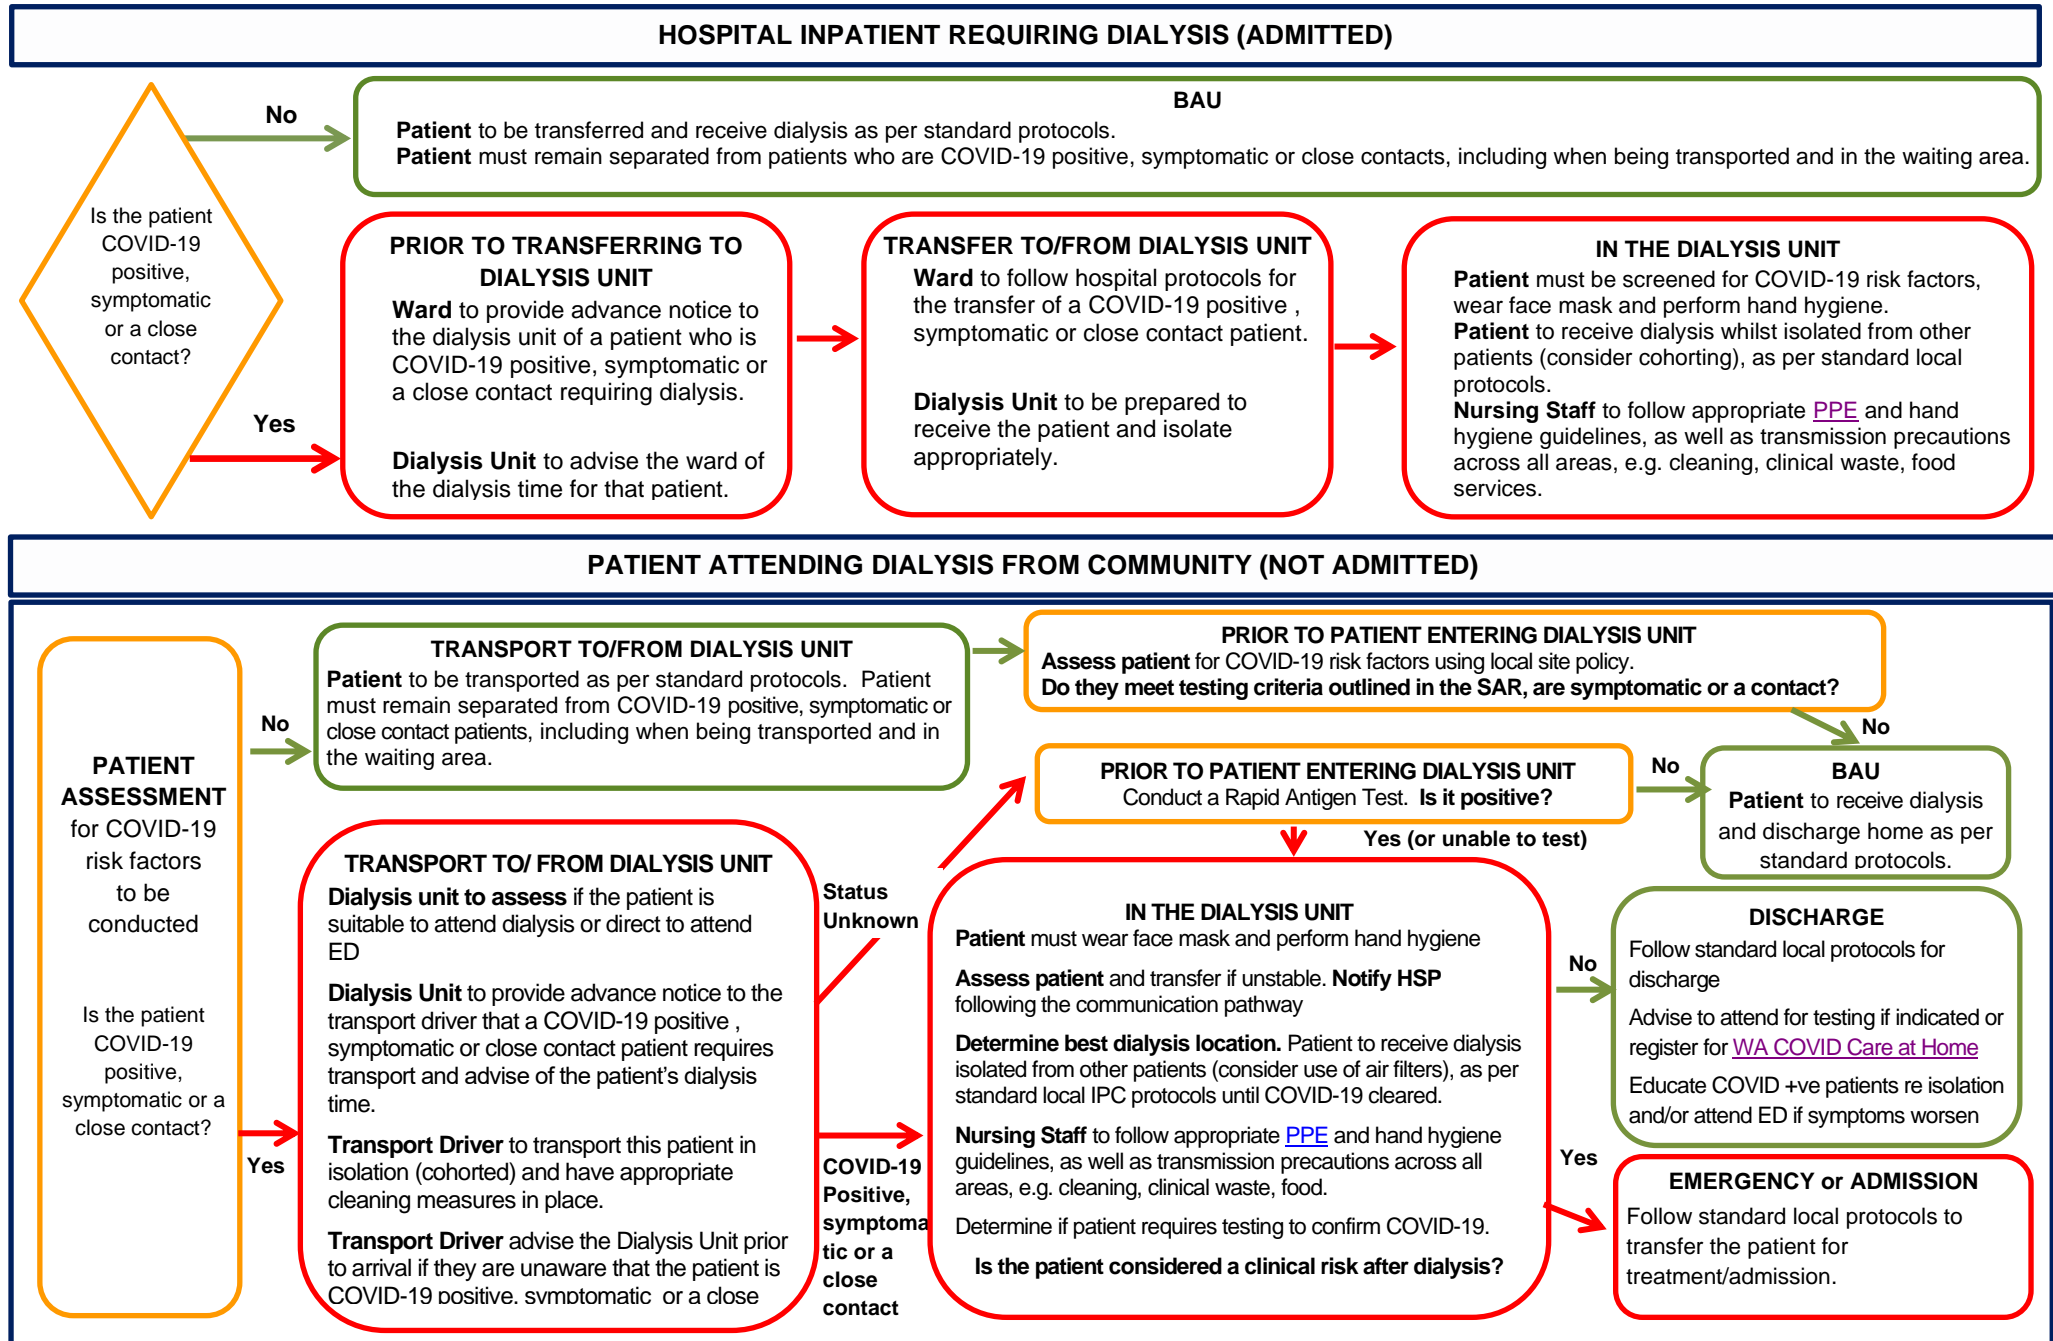 HOSPITAL INPATIENT REQUIRING DIALYSIS (ADMITTED)
Is the patient
COVID-19
positive,
symptomatic
or a close
contact?
No
BAU
Patient to be transferred and receive dialysis as per standard protocols.
Patient must remain separated from patients who are COVID-19 positive, symptomatic or close contacts, including when being transported and in the waiting area.
Yes
PRIOR TO TRANSFERRING TO
DIALYSIS UNIT
Ward to provide advance notice to
the dialysis unit of a patient who is
COVID-19 positive, symptomatic or
a close contact requiring dialysis.
Dialysis Unit to advise the ward of
the dialysis time for that patient.
TRANSFER TO/FROM DIALYSIS UNIT
Ward to follow hospital protocols for
the transfer of a COVID-19 positive ,
symptomatic or close contact patient.
Dialysis Unit to be prepared to
receive the patient and isolate
appropriately.
IN THE DIALYSIS UNIT
Patient must be screened for COVID-19 risk factors,
wear face mask and perform hand hygiene.
Patient to receive dialysis whilst isolated from other
patients (consider cohorting), as per standard local
protocols.
Nursing Staff to follow appropriate PPE and hand
hygiene guidelines, as well as transmission precautions
across all areas, e.g. cleaning, clinical waste, food
services.
PATIENT ATTENDING DIALYSIS FROM COMMUNITY (NOT ADMITTED)
PATIENT
ASSESSMENT
for COVID-19
risk factors
to be
conducted
Is the patient
COVID-19
positive,
symptomatic or a
close contact?
No
TRANSPORT TO/FROM DIALYSIS UNIT
Patient to be transported as per standard protocols. Patient
must remain separated from COVID-19 positive, symptomatic or
close contact patients, including when being transported and in
the waiting area.
PRIOR TO PATIENT ENTERING DIALYSIS UNIT
Assess patient for COVID-19 risk factors using local site policy.
Do they meet testing criteria outlined in the SAR, are symptomatic or a contact?
No
PRIOR TO PATIENT ENTERING DIALYSIS UNIT
Conduct a Rapid Antigen Test. Is it positive?
No
Yes (or unable to test)
BAU
Patient to receive dialysis
and discharge home as per
standard protocols.
Yes
TRANSPORT TO/ FROM DIALYSIS UNIT
Dialysis unit to assess if the patient is
suitable to attend dialysis or direct to attend
ED
Dialysis Unit to provide advance notice to the
transport driver that a COVID-19 positive ,
symptomatic or close contact patient requires
transport and advise of the patient's dialysis
time.
Transport Driver to transport this patient in
isolation (cohorted) and have appropriate
cleaning measures in place.
Transport Driver advise the Dialysis Unit prior
to arrival if they are unaware that the patient is
COVID-19 positive, symptomatic or a close
Status
Unknown
COVID-19
Positive,
symptoma
tic or a
close
contact
IN THE DIALYSIS UNIT
Patient must wear face mask and perform hand hygiene
Assess patient and transfer if unstable. Notify HSP
following the communication pathway
Determine best dialysis location. Patient to receive dialysis
isolated from other patients (consider use of air filters), as per
standard local IPC protocols until COVID-19 cleared.
Nursing Staff to follow appropriate PPE and hand hygiene
guidelines, as well as transmission precautions across all
areas, e.g. cleaning, clinical waste, food.
Determine if patient requires testing to confirm COVID-19.
Is the patient considered a clinical risk after dialysis?
No
DISCHARGE
Follow standard local protocols for
discharge
Advise to attend for testing if indicated or
register for WA COVID Care at Home
Educate COVID +ve patients re isolation
and/or attend ED if symptoms worsen
Yes
EMERGENCY or ADMISSION
Follow standard local protocols to
transfer the patient for
treatment/admission.